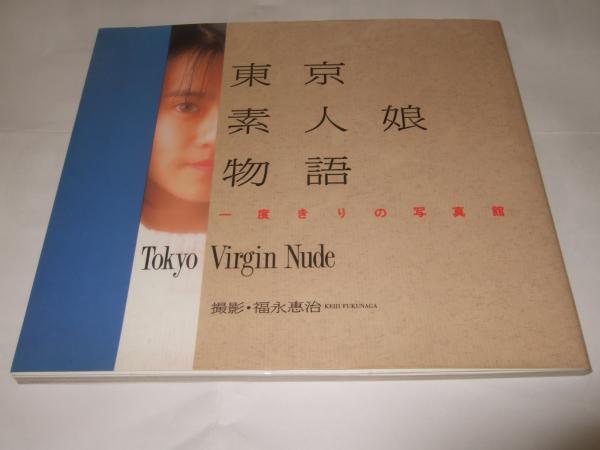 東京
素人娘
物語
一度きりの写真館
Tokyo Virgin Nude
撮影・福永恵治 KEIJI FUKUNAGA